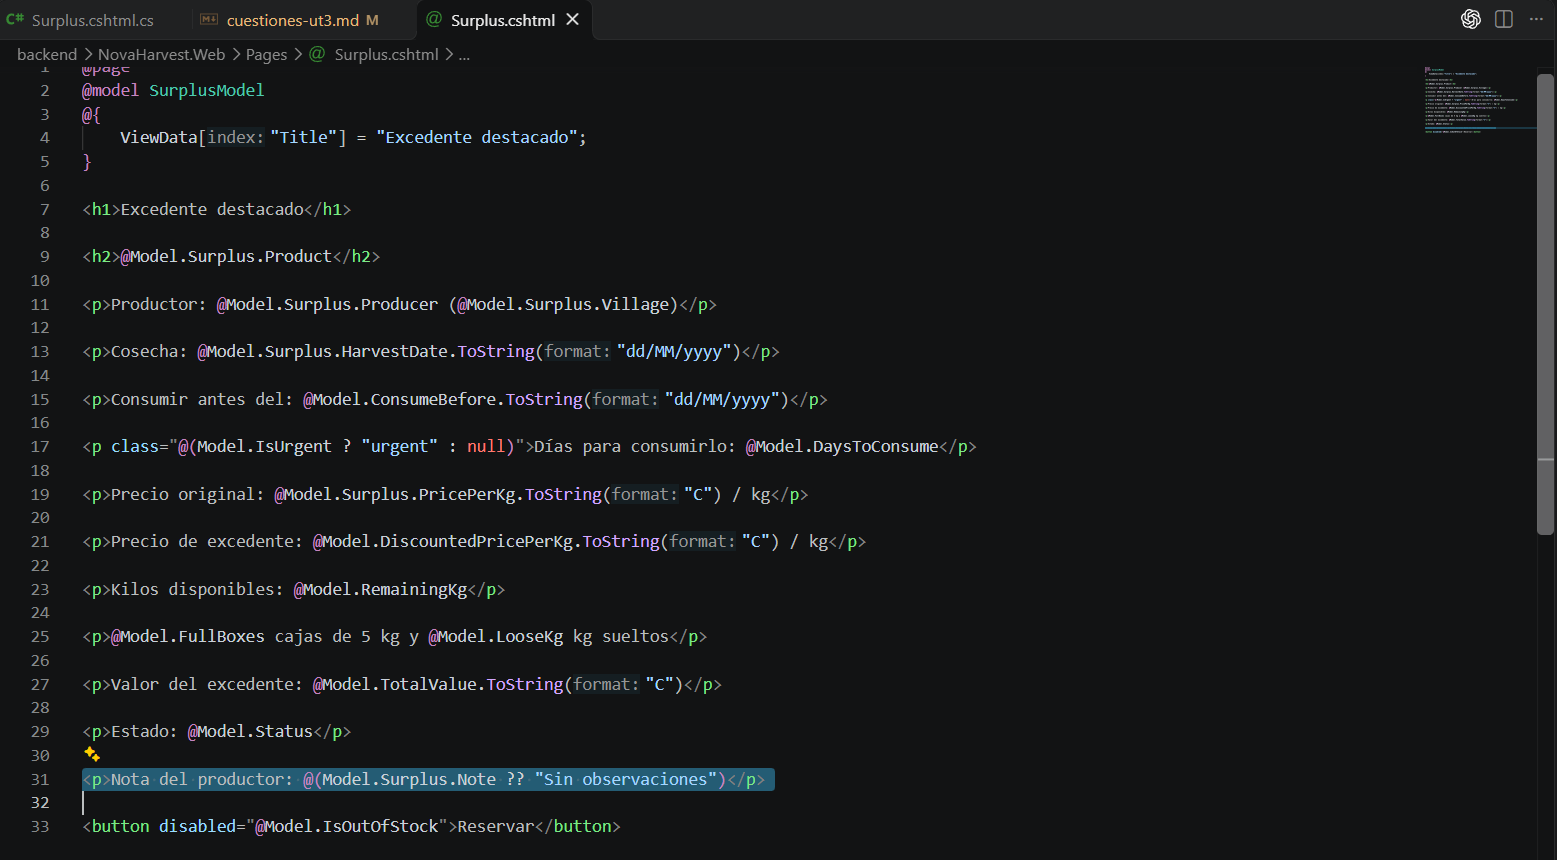 C# Surplus.cshtml.cs cuestiones-ut3.md M @ Surplus.cshtml
backend > NovaHarvest.Web > Pages > @ Surplus.cshtml > ...
1 @page
2 @model SurplusModel
3 @{
4 ViewData[index: "Title"] = "Excedente destacado";
5 }
6
7 <h1>Excedente destacado</h1>
8
9 <h2>@Model.Surplus.Product</h2>
10
11 <p>Productor: @Model.Surplus.Producer (@Model.Surplus.Village)</p>
12
13 <p>Cosecha: @Model.Surplus.HarvestDate.ToString(format: "dd/MM/yyyy")</p>
14
15 <p>Consumir antes del: @Model.ConsumeBefore.ToString(format: "dd/MM/yyyy")</p>
16
17 <p class="@(Model.IsUrgent ? "urgent" : null)">Días para consumirlo: @Model.DaysToConsume</p>
18
19 <p>Precio original: @Model.Surplus.PricePerKg.ToString(format: "C") / kg</p>
20
21 <p>Precio de excedente: @Model.DiscountedPricePerKg.ToString(format: "C") / kg</p>
22
23 <p>Kilos disponibles: @Model.RemainingKg</p>
24
25 <p>@Model.FullBoxes cajas de 5 kg y @Model.LooseKg kg sueltos</p>
26
27 <p>Valor del excedente: @Model.TotalValue.ToString(format: "C")</p>
28
29 <p>Estado: @Model.Status</p>
30
31 <p>Nota del productor: @(Model.Surplus.Note ?? "Sin observaciones")</p>
32
33 <button disabled="@Model.IsOutOfStock">Reservar</button>